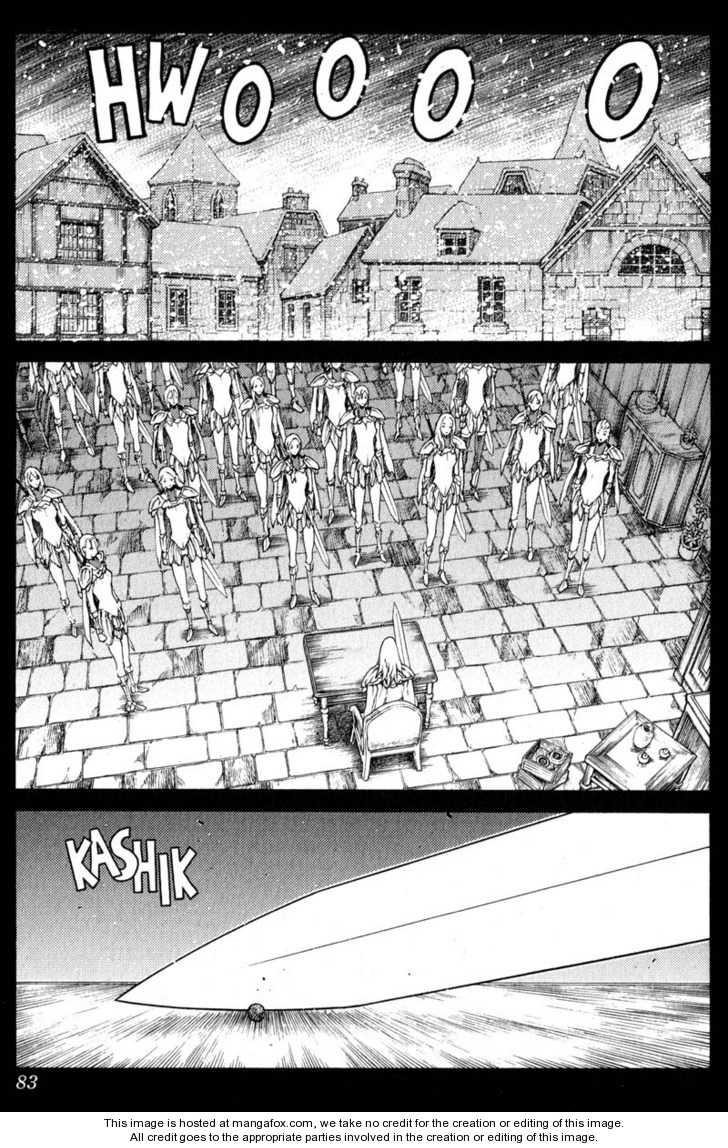 HWOOOO
KASHIK
83
This image is hosted at mangafox.com, we take no credit for the creation or editing of this image.
All credit goes to the appropriate parties involved in the creation or editing of this image.